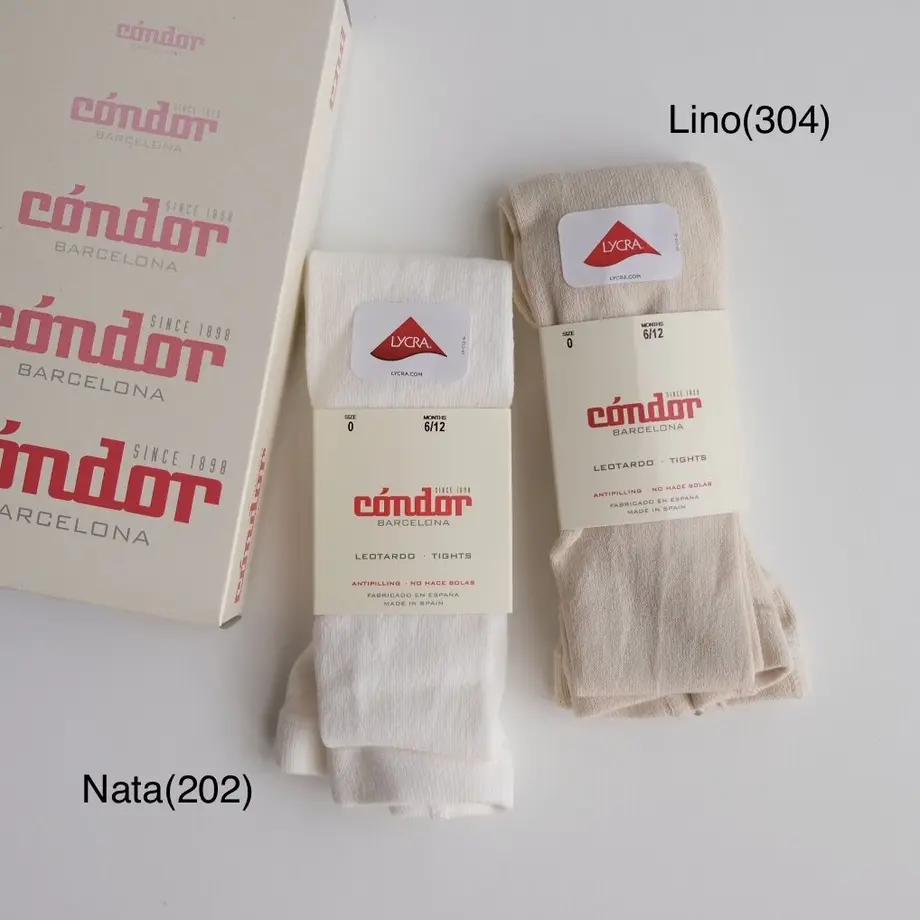 cóndor
cóndor
SINCE 1898
BARCELONA
cóndor
SINCE 1898
BARCELONA
cóndor
SINCE 1898
BARCELONA
SINCE 1898
Lino(304)
LYCRA
LYCRA.COM
SIZE
0
MONTHS
6/12
cóndor
SINCE 1898
BARCELONA
LEOTARDO · TIGHTS
ANTIPILLING · NO HACE BOLAS
FABRICADO EN ESPAÑA
MADE IN SPAIN
LYCRA
LYCRA.COM
SIZE
0
MONTHS
6/12
cóndor
SINCE 1898
BARCELONA
LEOTARDO · TIGHTS
ANTIPILLING · NO HACE BOLAS
FABRICADO EN ESPAÑA
MADE IN SPAIN
Nata(202)